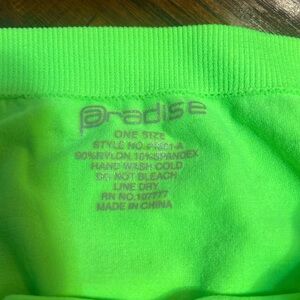 Paradise
ONE SIZE
STYLE NO.
90%NYLON.10%SPANDEX
HAND WASH COLD
DO NOT BLEACH
LINE DRY
RN NO.107777
MADE IN CHINA